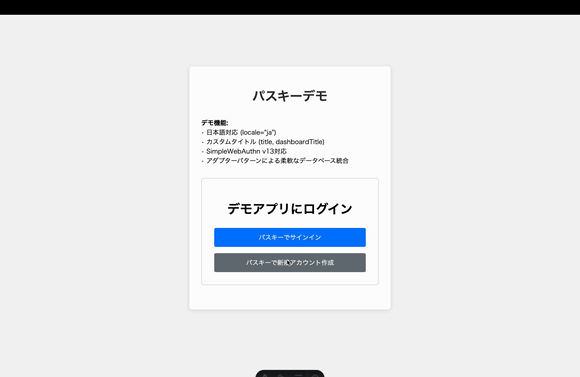 パスキーデモ
デモ機能:
- 日本語対応 (locale="ja")
- カスタムタイトル (title, dashboardTitle)
- SimpleWebAuthn v13対応
- アダプターパターンによる柔軟なデータベース統合
デモアプリにログイン
パスキーでサインイン
パスキーで新規アカウント作成